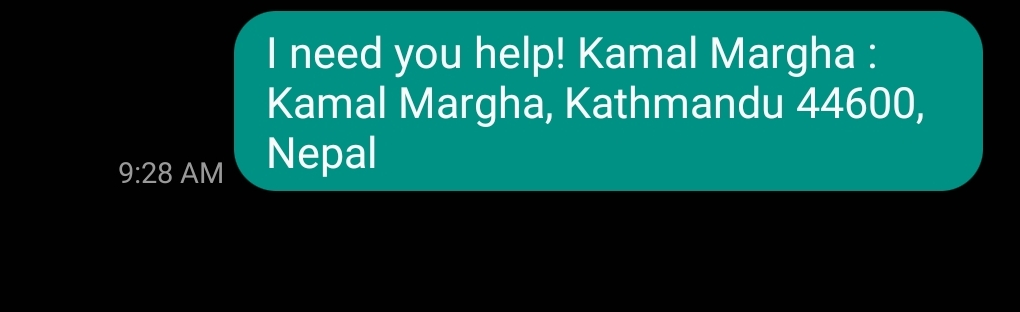 I need you help! Kamal Margha :
Kamal Margha, Kathmandu 44600,
Nepal
9:28 AM